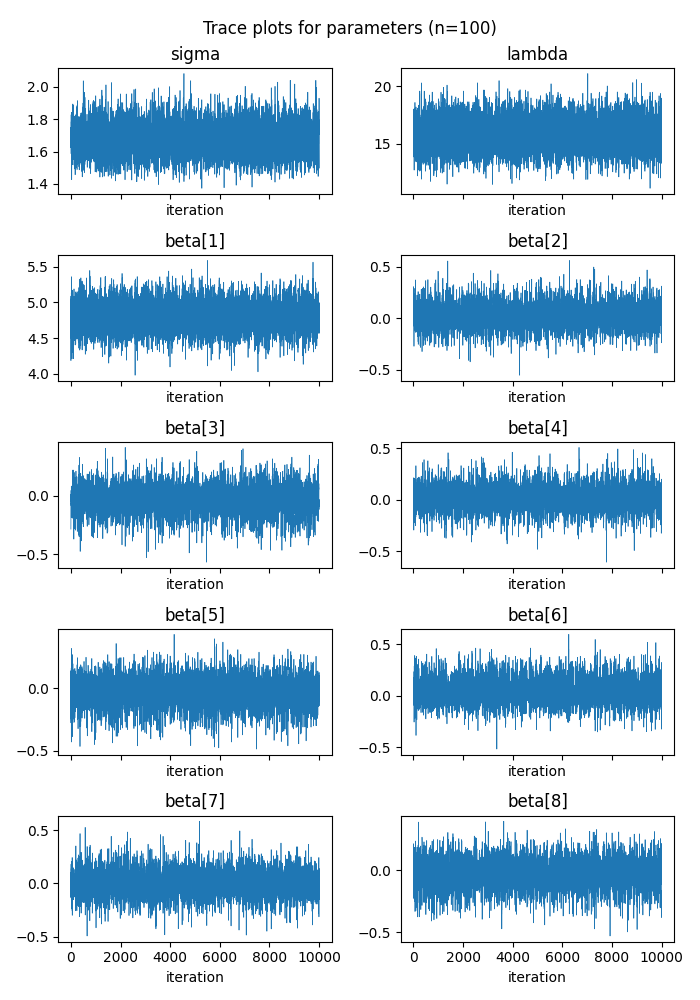 Trace plots for parameters (n=100)
sigma
lambda
2.0
1.8
1.6
1.4
20
15
iteration
iteration
beta[1]
beta[2]
5.5
5.0
4.5
4.0
0.5
0.0
−0.5
iteration
iteration
beta[3]
beta[4]
0.0
−0.5
0.5
0.0
−0.5
iteration
iteration
beta[5]
beta[6]
0.0
−0.5
0.5
0.0
−0.5
iteration
iteration
beta[7]
beta[8]
0.5
0.0
−0.5
0.0
−0.5
0 2000 4000 6000 8000 10000
0 2000 4000 6000 8000 10000
iteration
iteration